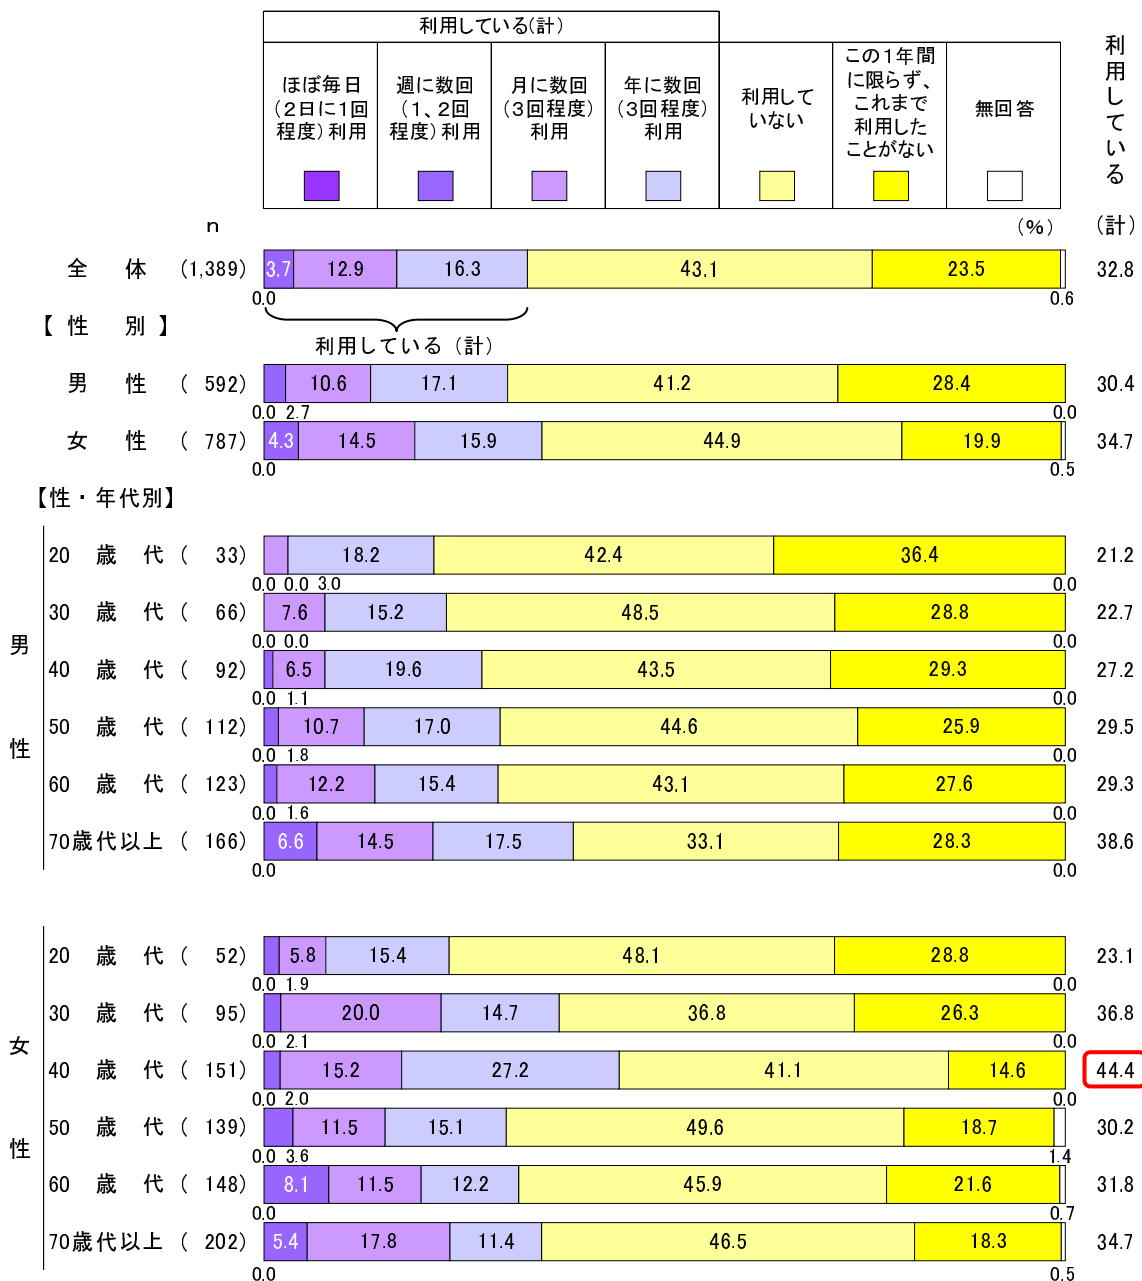 利用している(計)
ほぼ毎日
(2日に1回
程度)利用
週に数回
(1、2回
程度)利用
月に数回
(3回程度)
利用
年に数回
(3回程度)
利用
利用して
いない
この1年間
に限らず、
これまで
利用した
ことがない
無回答
利用している
(計)
n
(%)
全 体 (1,389) 3.7 12.9 16.3 43.1 23.5 32.8
0.0 0.6
【 性 別 】
利用している (計)
男 性 ( 592) 10.6 17.1 41.2 28.4 30.4
0.0 2.7 0.0
女 性 ( 787) 4.3 14.5 15.9 44.9 19.9 34.7
0.0 0.5
【性・年代別】
男性
20 歳 代 ( 33) 18.2 42.4 36.4 21.2
0.0 0.0 3.0 0.0
30 歳 代 ( 66) 7.6 15.2 48.5 28.8 22.7
0.0 0.0 0.0
40 歳 代 ( 92) 6.5 19.6 43.5 29.3 27.2
0.0 1.1 0.0
50 歳 代 ( 112) 10.7 17.0 44.6 25.9 29.5
0.0 1.8 0.0
60 歳 代 ( 123) 12.2 15.4 43.1 27.6 29.3
0.0 1.6 0.0
70歳代以上 ( 166) 6.6 14.5 17.5 33.1 28.3 38.6
0.0 0.0
女性
20 歳 代 ( 52) 5.8 15.4 48.1 28.8 23.1
0.0 1.9 0.0
30 歳 代 ( 95) 20.0 14.7 36.8 26.3 36.8
0.0 2.1 0.0
40 歳 代 ( 151) 15.2 27.2 41.1 14.6 44.4
0.0 2.0 0.0
50 歳 代 ( 139) 11.5 15.1 49.6 18.7 30.2
0.0 3.6 1.4
60 歳 代 ( 148) 8.1 11.5 12.2 45.9 21.6 31.8
0.0 0.7
70歳代以上 ( 202) 5.4 17.8 11.4 46.5 18.3 34.7
0.0 0.5